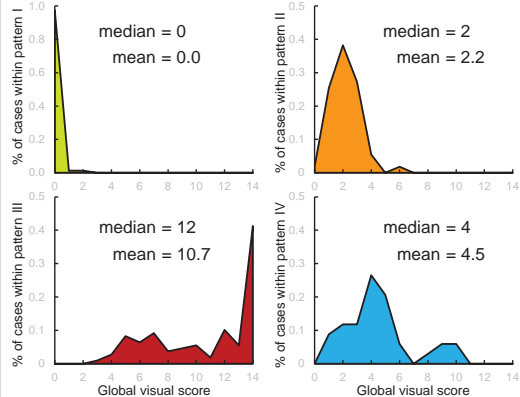 % of cases within pattern I
1.0
0.8
0.6
0.4
0.2
0.0
median = 0
mean = 0.0
0 2 4 6 8 10 12 14
% of cases within pattern II
0.5
0.4
0.3
0.2
0.1
0.0
median = 2
mean = 2.2
0 2 4 6 8 10 12 14
% of cases within pattern III
0.5
0.4
0.3
0.2
0.1
0
median = 12
mean = 10.7
0 2 4 6 8 10 12 14
Global visual score
% of cases within pattern IV
0.5
0.4
0.3
0.2
0.1
0
median = 4
mean = 4.5
0 2 4 6 8 10 12 14
Global visual score